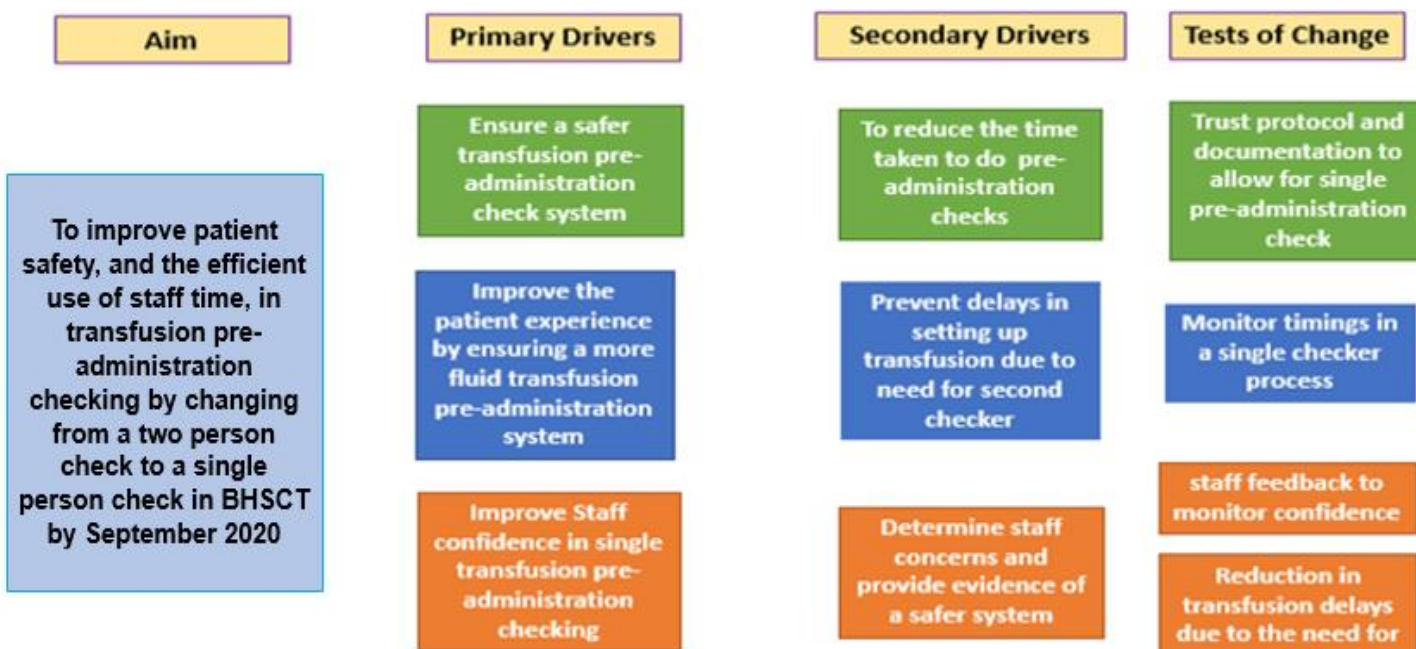 Aim
Primary Drivers
Secondary Drivers
Tests of Change
To improve patient
safety, and the efficient
use of staff time, in
transfusion pre-
administration
checking by changing
from a two person
check to a single
person check in BHSCT
by September 2020
Ensure a safer
transfusion pre-
administration
check system
Improve the
patient experience
by ensuring a more
fluid transfusion
pre-administration
system
Improve Staff
confidence in single
transfusion pre-
administration
checking
To reduce the time
taken to do pre-
administration
checks
Prevent delays in
setting up
transfusion due to
need for second
checker
Determine staff
concerns and
provide evidence of
a safer system
Trust protocol and
documentation to
allow for single
pre-administration
check
Monitor timings in
a single checker
process
staff feedback to
monitor confidence
Reduction in
transfusion delays
due to the need for